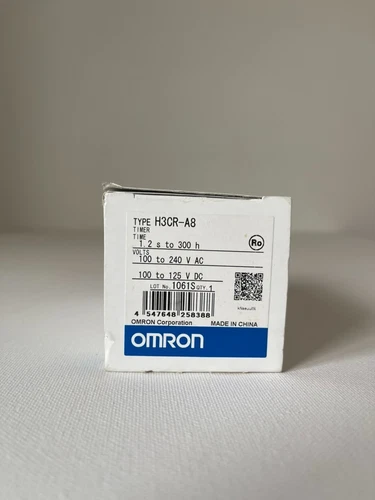 TYPE H3CR-A8
TIMER
TIME
1.2 s to 300 h
VOLTS
100 to 240 V AC
100 to 125 V DC
Ro
LOT No. 1061S QTY. 1
4 547648 258388
OMRON Corporation MADE IN CHINA
OMRON